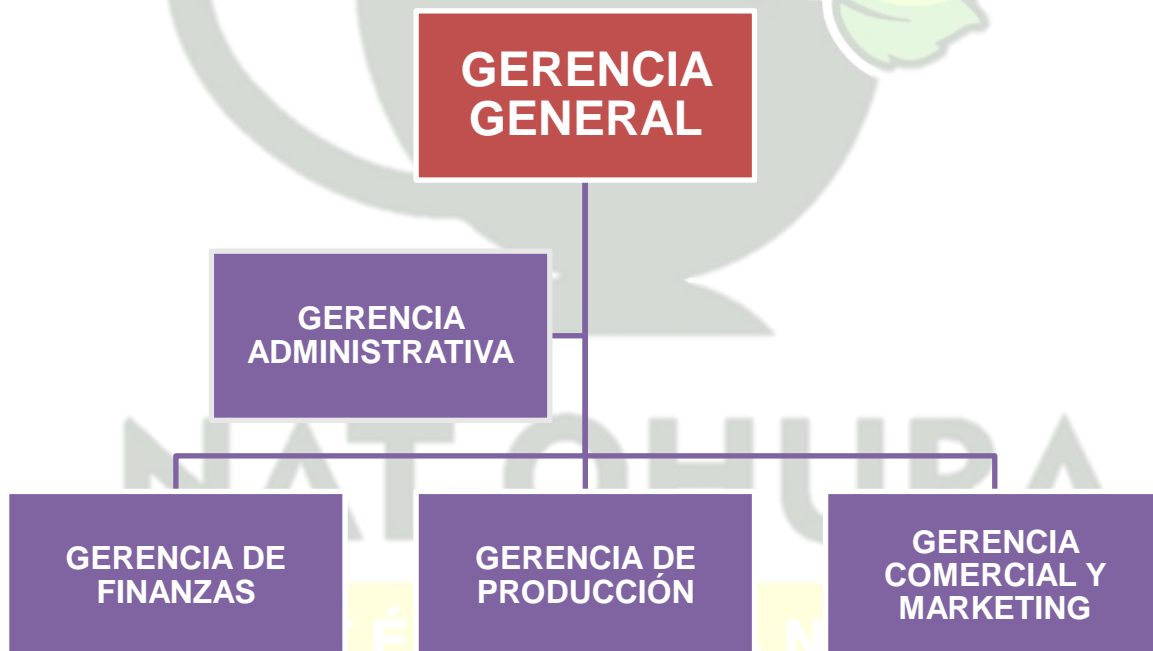 GERENCIA
GENERAL
GERENCIA
ADMINISTRATIVA
GERENCIA DE
FINANZAS
GERENCIA DE
PRODUCCIÓN
GERENCIA
COMERCIAL Y
MARKETING